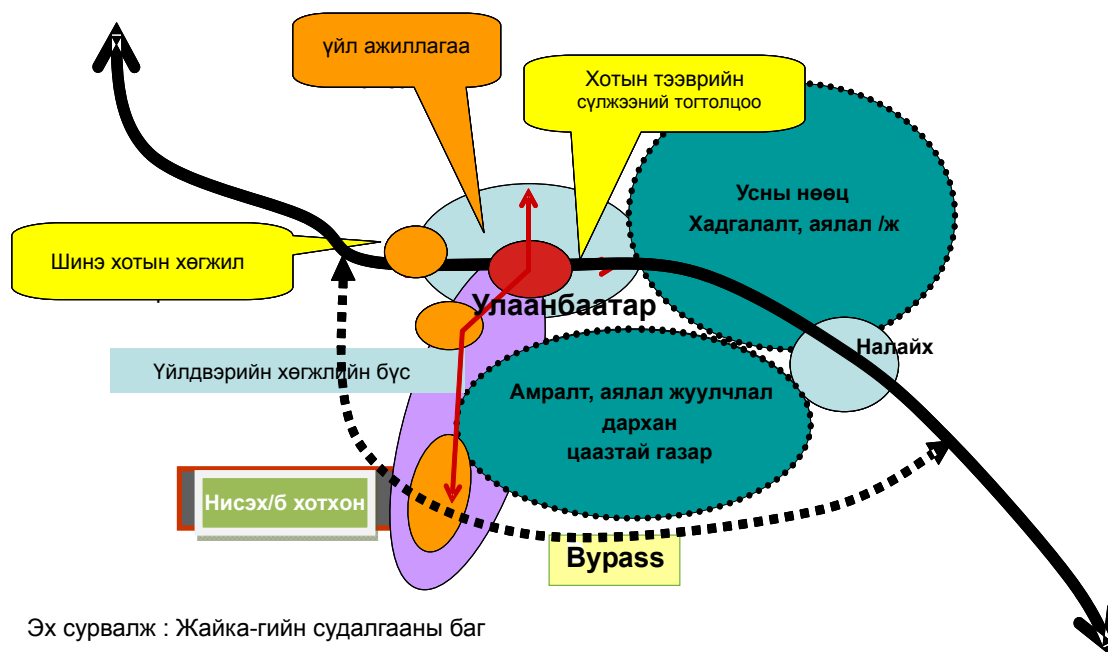 үйл ажиллагаа
Хотын тээврийн
сүлжээний тогтолцоо
Усны нөөц
Хадгалалт, аялал /ж
Шинэ хотын хөгжил
Улаанбаатар
Налайх
Үйлдвэрийн хөгжлийн бүс
Амралт, аялал жуулчлал
дархан
цаазтай газар
Нисэх/б хотхон
Bypass
Эх сурвалж : Жайка-гийн судалгааны баг